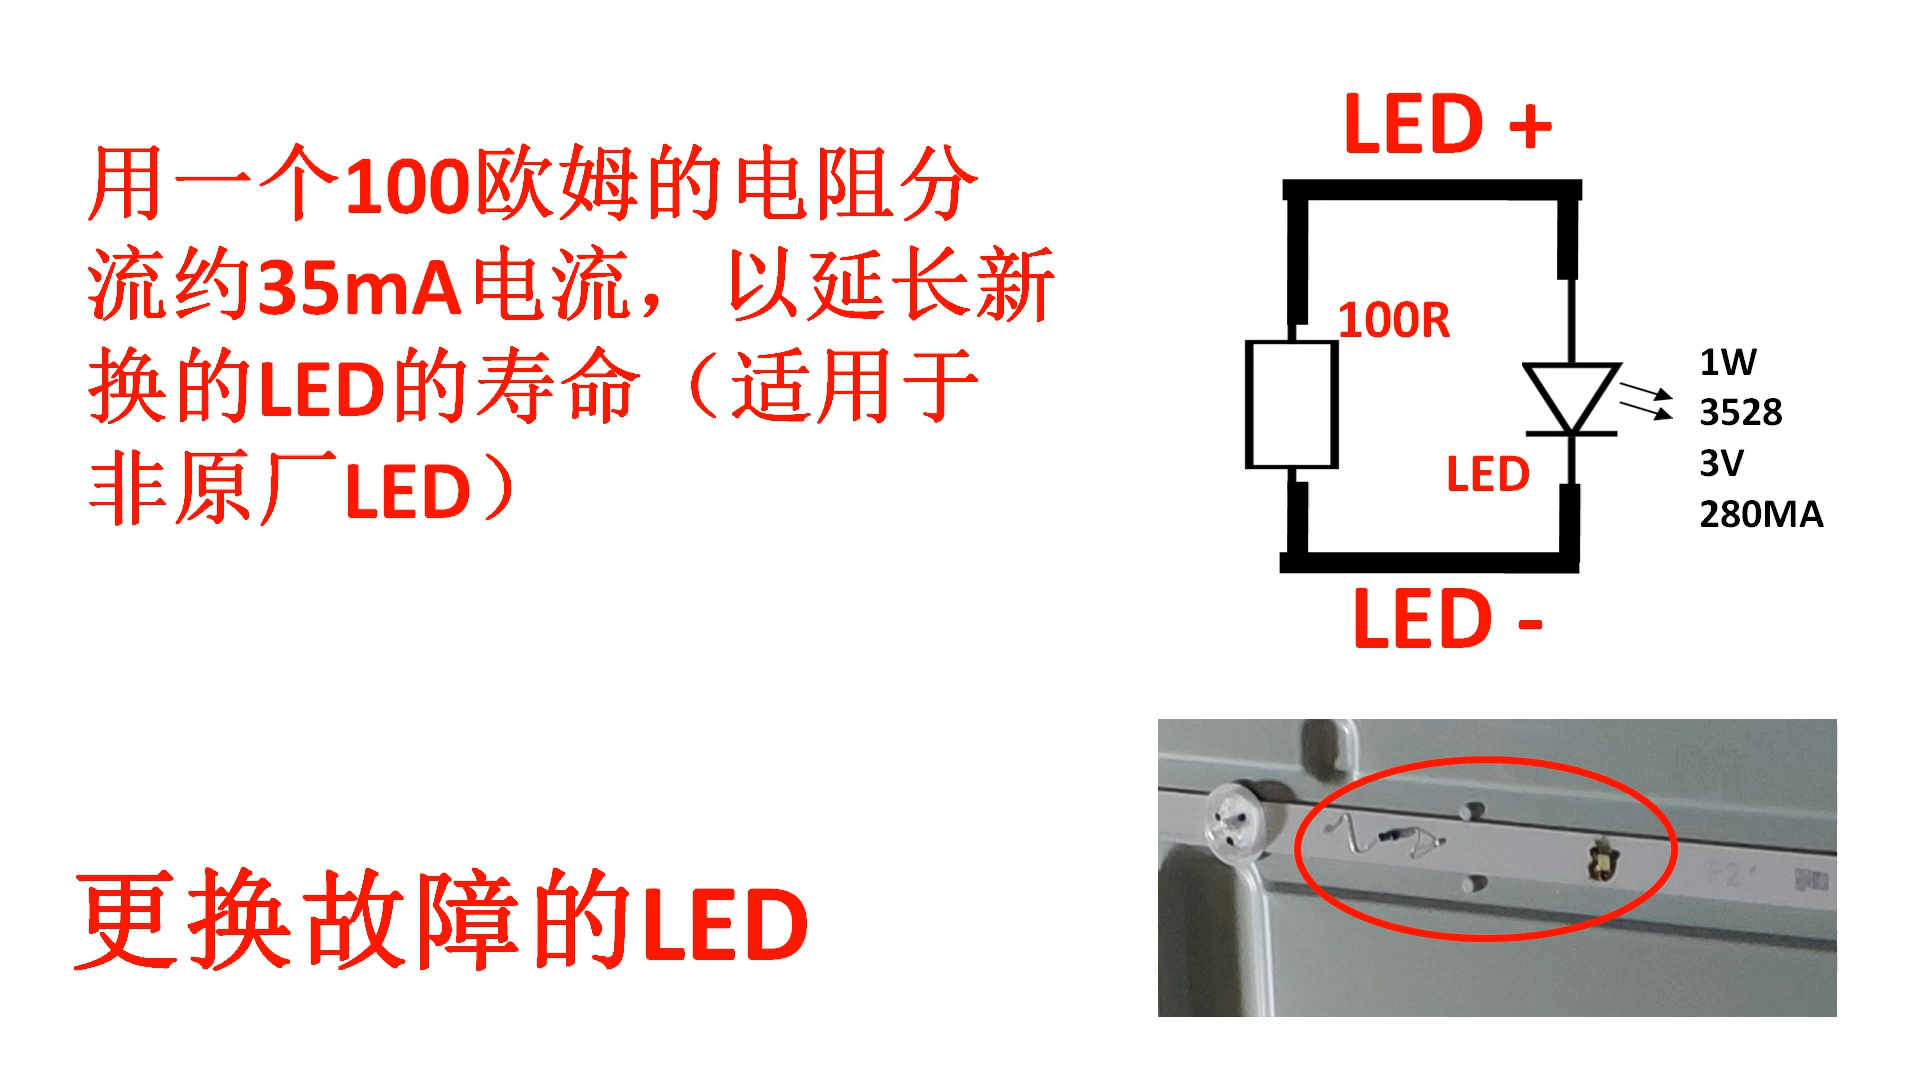 用一个100欧姆的电阻分
流约35mA电流，以延长新
换的LED的寿命（适用于
非原厂LED）
更换故障的LED
LED +
100R
LED
1W
3528
3V
280MA
LED -